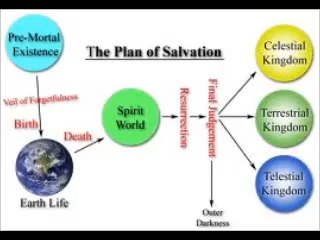 The Plan of Salvation
Pre-Mortal
Existence
Veil of Forgetfulness
Birth
Earth Life
Death
Spirit
World
Resurrection
Final Judgement
Outer
Darkness
Celestial
Kingdom
Terrestrial
Kingdom
Telestial
Kingdom